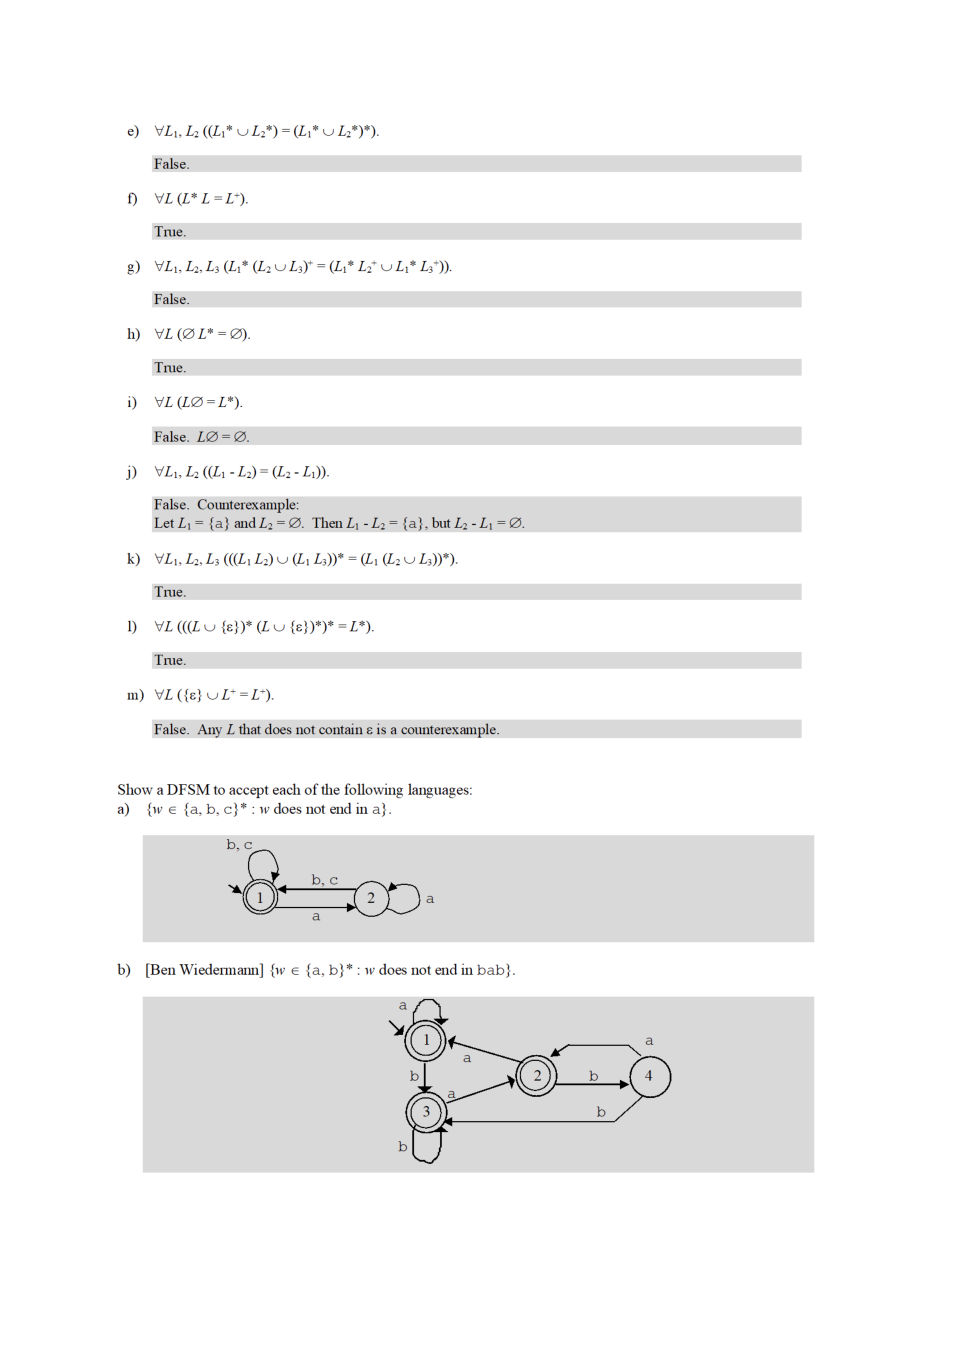 e) ∀L₁, L₂ ((L₁* ∪ L₂*) = (L₁* ∪ L₂*)*).
False.
f) ∀L (L* L = L⁺).
True.
g) ∀L₁, L₂, L₃ (L₁* (L₂ ∪ L₃)⁺ = (L₁* L₂⁺ ∪ L₁* L₃⁺)).
False.
h) ∀L (∅ L* = ∅).
True.
i) ∀L (L∅ = L*).
False. L∅ = ∅.
j) ∀L₁, L₂ ((L₁ - L₂) = (L₂ - L₁)).
False. Counterexample:
Let L₁ = {a} and L₂ = ∅. Then L₁ - L₂ = {a}, but L₂ - L₁ = ∅.
k) ∀L₁, L₂, L₃ (((L₁ L₂) ∪ (L₁ L₃))* = (L₁ (L₂ ∪ L₃))*).
True.
l) ∀L (((L ∪ {ε})* (L ∪ {ε})*)* = L*).
True.
m) ∀L ({ε} ∪ L⁺ = L⁺).
False. Any L that does not contain ε is a counterexample.
Show a DFSM to accept each of the following languages:
a) {w ∈ {a, b, c}* : w does not end in a}.
b, c
b, c
1
2
a
a
b) [Ben Wiedermann] {w ∈ {a, b}* : w does not end in bab}.
a
1
a
a
b
2
b
4
a
3
b
b